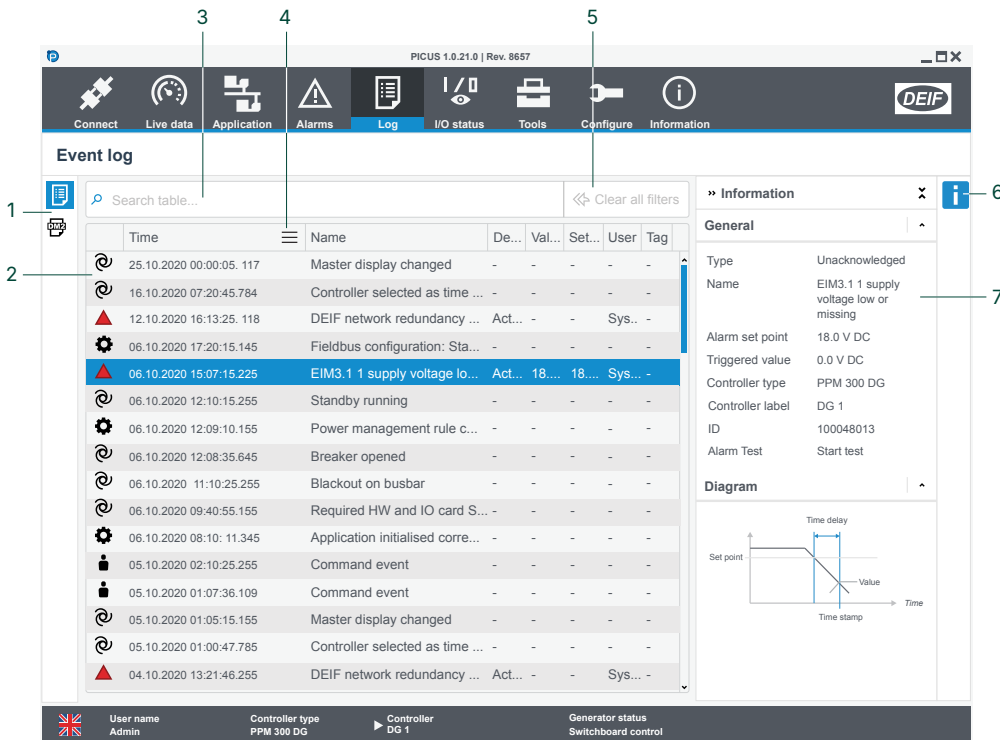 3 4 5
PICUS 1.0.21.0 | Rev. 8657
Connect Live data Application Alarms Log I/O status Tools Configure Information
DEIF
Event log
1
2
6
7
Search table... Clear all filters
DM2
Time Name De... Val... Set... User Tag
25.10.2020 00:00:05. 117 Master display changed - - - - -
16.10.2020 07:20:45.784 Controller selected as time ... - - - - -
12.10.2020 16:13:25. 118 DEIF network redundancy ... Act... - - Sys.. -
06.10.2020 17:20:15.145 Fieldbus configuration: Sta... - - - - -
06.10.2020 15:07:15.225 EIM3.1 1 supply voltage lo... Act... 18.... 18.... Sys... -
06.10.2020 12:10:15.255 Standby running - - - - -
06.10.2020 12:09:10.155 Power management rule c... - - - - -
06.10.2020 12:08:35.645 Breaker opened - - - - -
06.10.2020 11:10:25.255 Blackout on busbar - - - - -
06.10.2020 09:40:55.155 Required HW and IO card S... - - - - -
06.10.2020 08:10: 11.345 Application initialised corre... - - - - -
05.10.2020 02:10:25.255 Command event - - - - -
05.10.2020 01:07:36.109 Command event - - - - -
05.10.2020 01:05:15.155 Master display changed - - - - -
05.10.2020 01:00:47.785 Controller selected as time ... - - - - -
04.10.2020 13:21:46.255 DEIF network redundancy ... Act... - - Sys... -
Information
i
General
Type Unacknowledged
Name EIM3.1 1 supply
voltage low or
missing
Alarm set point 18.0 V DC
Triggered value 0.0 V DC
Controller type PPM 300 DG
Controller label DG 1
ID 100048013
Alarm Test Start test
Diagram
Time delay
Set point
Value
Time
Time stamp
User name Controller type Controller Generator status
Admin PPM 300 DG DG 1 Switchboard control